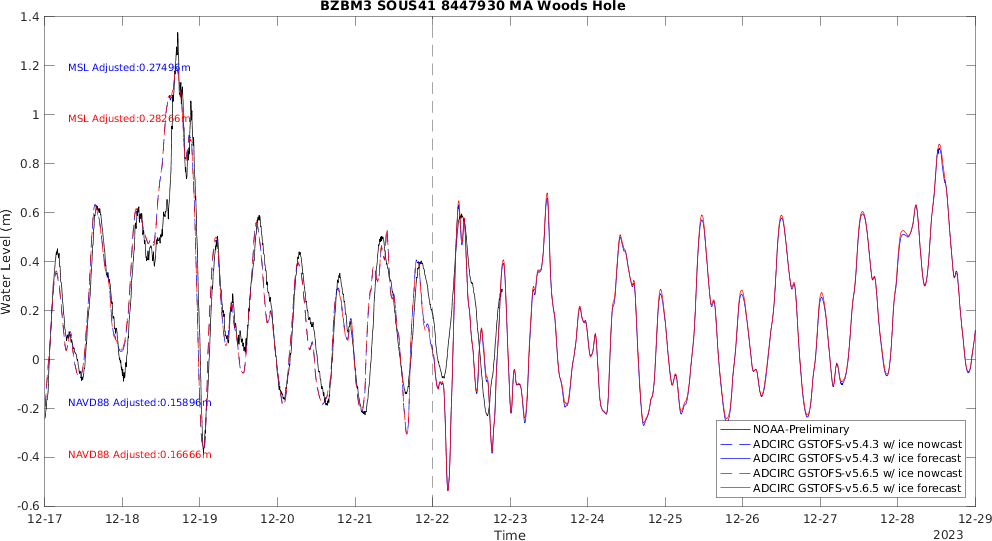 BZBM3 SOUS41 8447930 MA Woods Hole
1.4
1.2
1
0.8
0.6
0.4
0.2
0
-0.2
-0.4
-0.6
Water Level (m)
MSL Adjusted:0.27496m
MSL Adjusted:0.28266m
NAVD88 Adjusted:0.15896m
NAVD88 Adjusted:0.16666m
NOAA-Preliminary
ADCIRC GSTOFS-v5.4.3 w/ ice nowcast
ADCIRC GSTOFS-v5.4.3 w/ ice forecast
ADCIRC GSTOFS-v5.6.5 w/ ice nowcast
ADCIRC GSTOFS-v5.6.5 w/ ice forecast
12-17 12-18 12-19 12-20 12-21 12-22 12-23 12-24 12-25 12-26 12-27 12-28 12-29
Time
2023